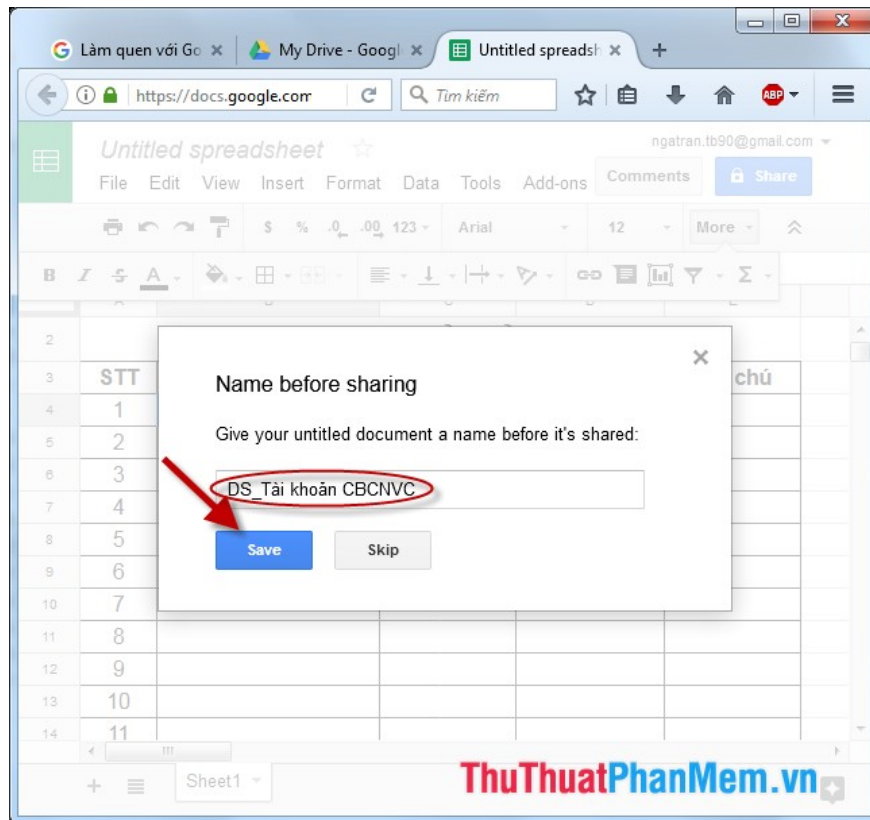 Làm quen với Go
My Drive - Googl
Untitled spreadsh
https://docs.google.com
Tìm kiếm
ABP
Untitled spreadsheet
ngatran.tb90@gmail.com
File Edit View Insert Format Data Tools Add-ons
Comments
Share
$ % .0 .00 123 Arial 12 More
B I S A Σ
2
3 STT chú
4 1
5 2
6 3
7 4
8 5
9 6
10 7
11 8
12 9
13 10
14 11
Name before sharing
Give your untitled document a name before it's shared:
DS_Tài khoản CBCNVC
Save Skip
Sheet1
ThuThuatPhanMem.vn